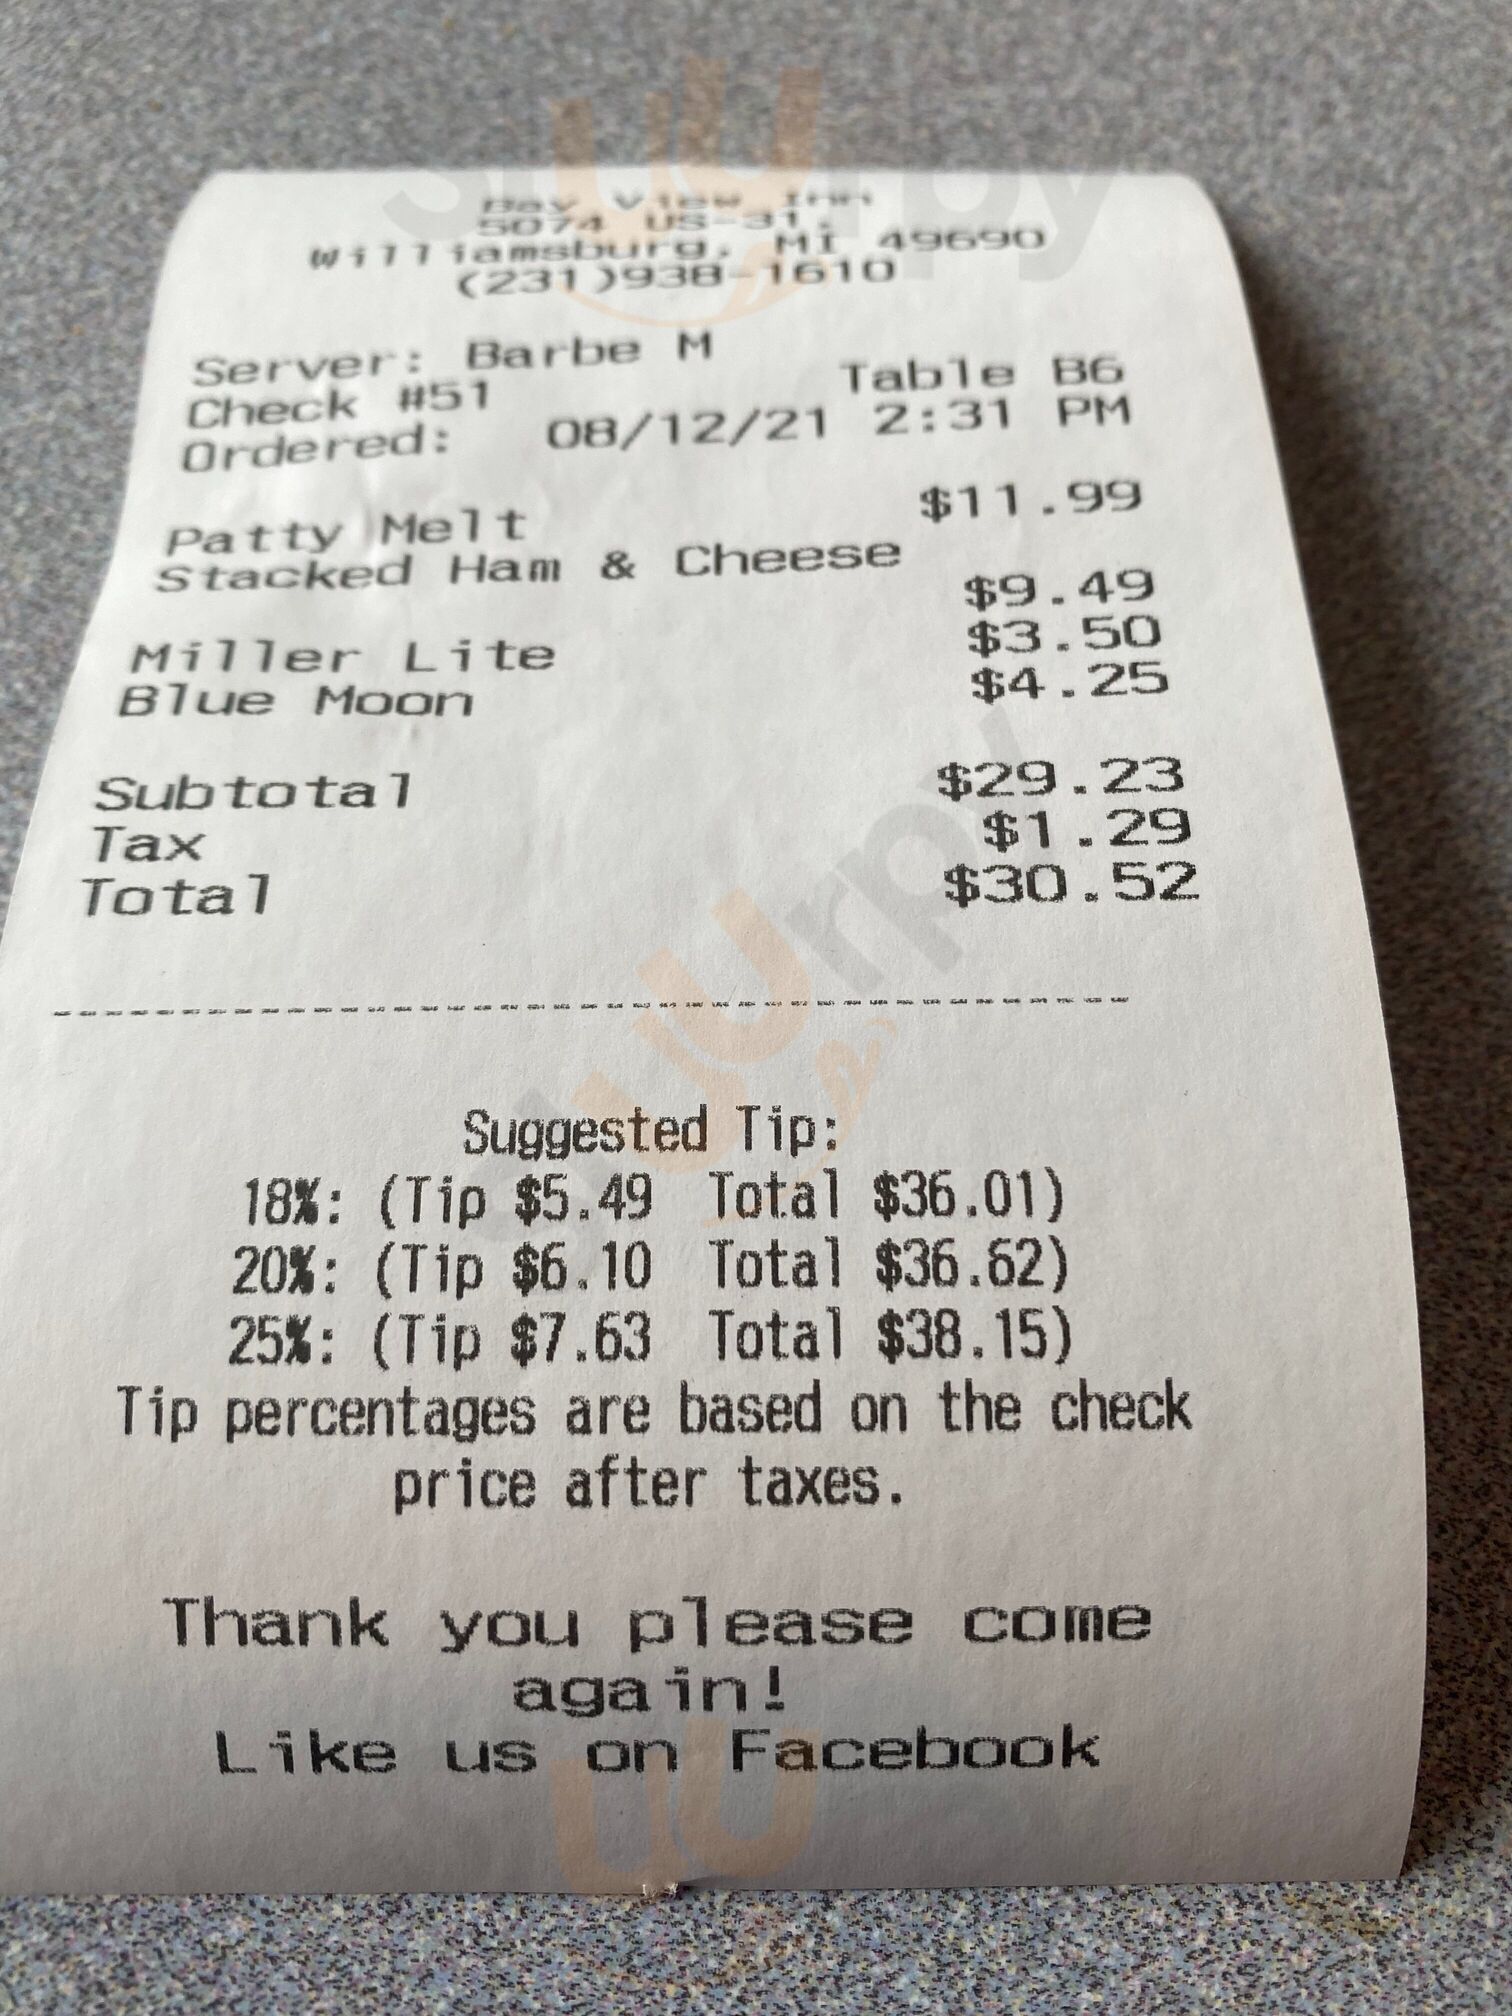 Bay View Inn
5074 US-31,
Williamsburg, MI 49690
(231)938-1610
Server: Barbe M
Check #51 Table B6
Ordered: 08/12/21 2:31 PM
Patty Melt $11.99
Stacked Ham & Cheese
$9.49
Miller Lite $3.50
Blue Moon $4.25
Subtotal $29.23
Tax $1.29
Total $30.52
Suggested Tip:
18%: (Tip $5.49 Total $36.01)
20%: (Tip $6.10 Total $36.62)
25%: (Tip $7.63 Total $38.15)
Tip percentages are based on the check
price after taxes.
Thank you please come
again!
Like us on Facebook